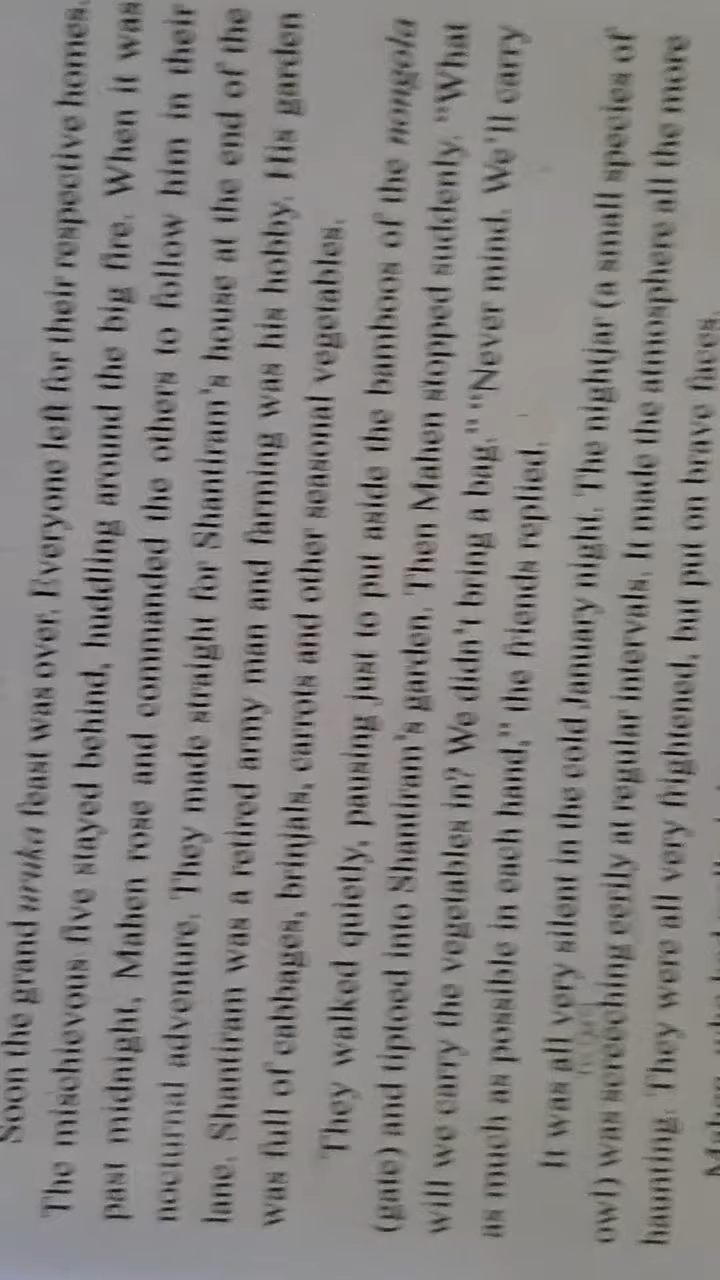 Soon the grand uruka feast was over. Everyone left for their respective homes.
The mischievous five stayed behind, huddling around the big fire. When it was
past midnight, Mahen rose and commanded the others to follow him in their
nocturnal adventure. They made straight for Shantiram's house at the end of the
lane. Shantiram was a retired army man and farming was his hobby. His garden
was full of cabbages, brinjals, carrots and other seasonal vegetables.
They walked quietly, pausing just to put aside the bamboos of the nongola
(gate) and tiptoed into Shantiram's garden. Then Mahen stopped suddenly. "What
will we carry the vegetables in? We didn't bring a bag." "Never mind. We'll carry
as much as possible in each hand," the friends replied.
It was all very silent in the cold January night. The nightjar (a small species of
owl) was screeching eerily at regular intervals. It made the atmosphere all the more
haunting. They were all very frightened, but put on brave faces.